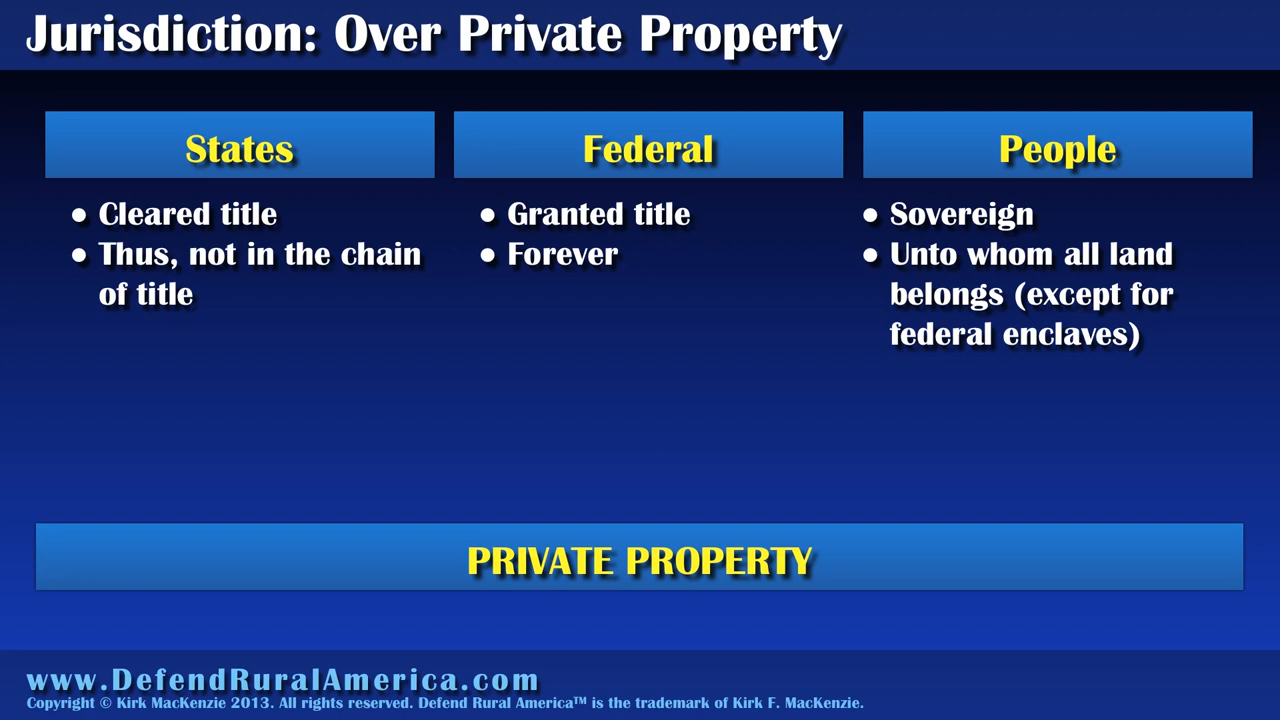 Jurisdiction: Over Private Property
States
● Cleared title
● Thus, not in the chain
of title
Federal
● Granted title
● Forever
People
● Sovereign
● Unto whom all land
belongs (except for
federal enclaves)
PRIVATE PROPERTY
www.DefendRuralAmerica.com
Copyright © Kirk MacKenzie 2013. All rights reserved. Defend Rural America™ is the trademark of Kirk F. MacKenzie.